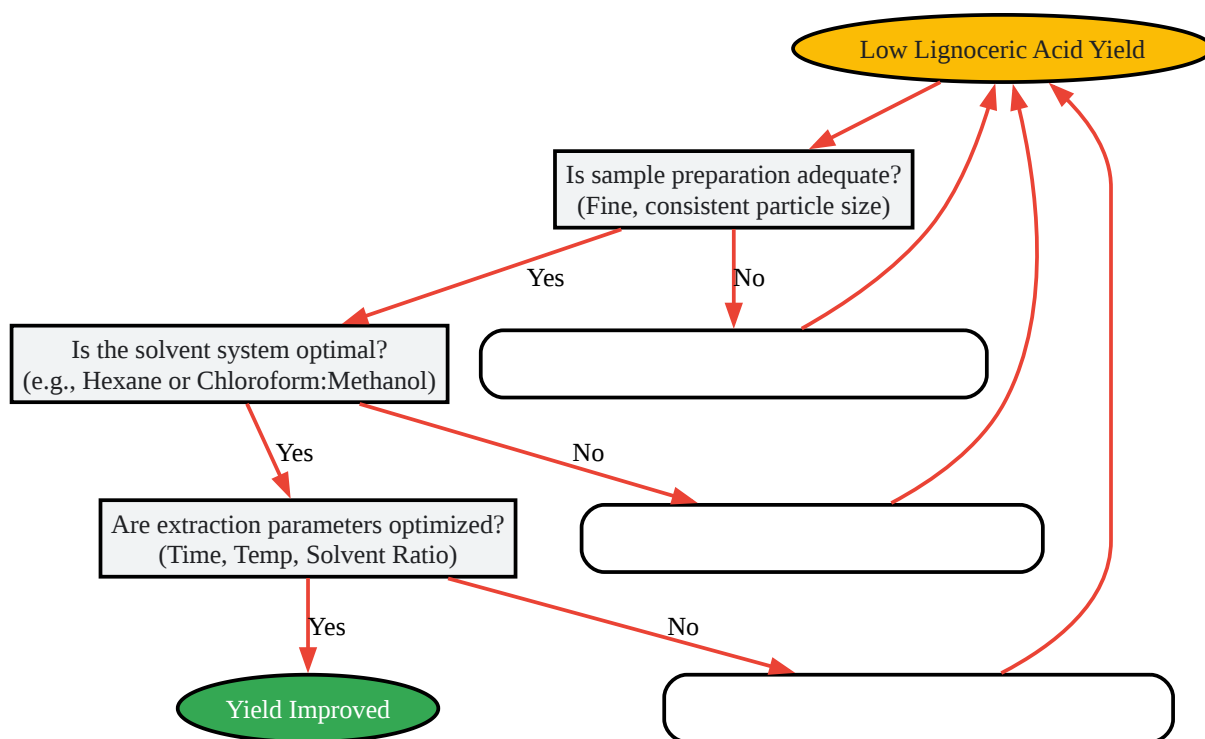 Low Lignoceric Acid Yield
Is sample preparation adequate?
(Fine, consistent particle size)
Yes
No
Is the solvent system optimal?
(e.g., Hexane or Chloroform:Methanol)
Yes
No
Are extraction parameters optimized?
(Time, Temp, Solvent Ratio)
Yes
No
Yield Improved